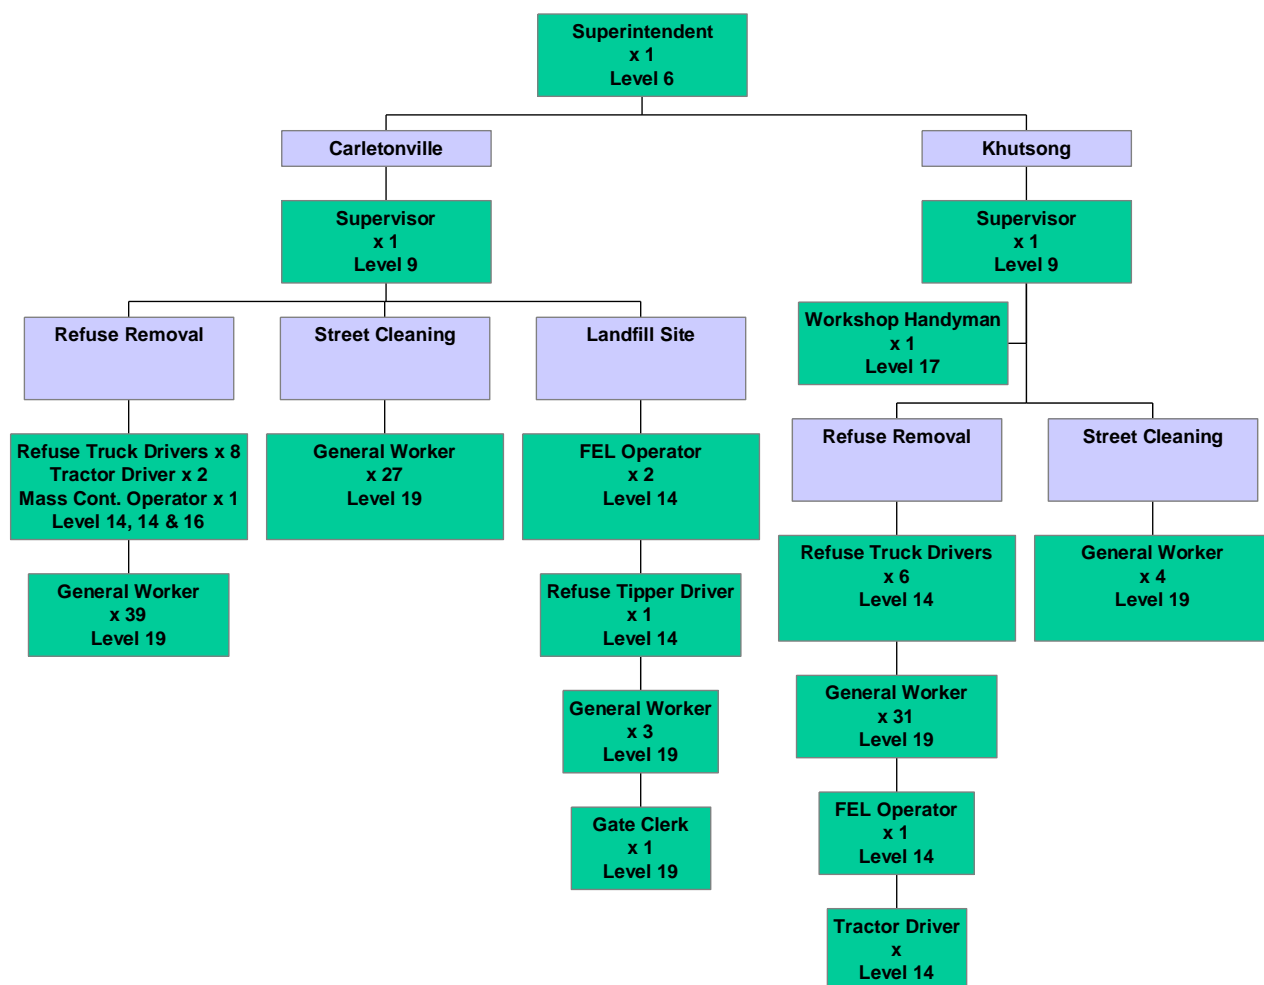 Superintendent
x 1
Level 6
Carletonville
Khutsong
Supervisor
x 1
Level 9
Supervisor
x 1
Level 9
Refuse Removal
Street Cleaning
Landfill Site
Workshop Handyman
x 1
Level 17
Refuse Truck Drivers x 8
Tractor Driver x 2
Mass Cont. Operator x 1
Level 14, 14 & 16
General Worker
x 27
Level 19
FEL Operator
x 2
Level 14
Refuse Removal
Street Cleaning
General Worker
x 39
Level 19
Refuse Tipper Driver
x 1
Level 14
Refuse Truck Drivers
x 6
Level 14
General Worker
x 4
Level 19
General Worker
x 3
Level 19
General Worker
x 31
Level 19
Gate Clerk
x 1
Level 19
FEL Operator
x 1
Level 14
Tractor Driver
x
Level 14